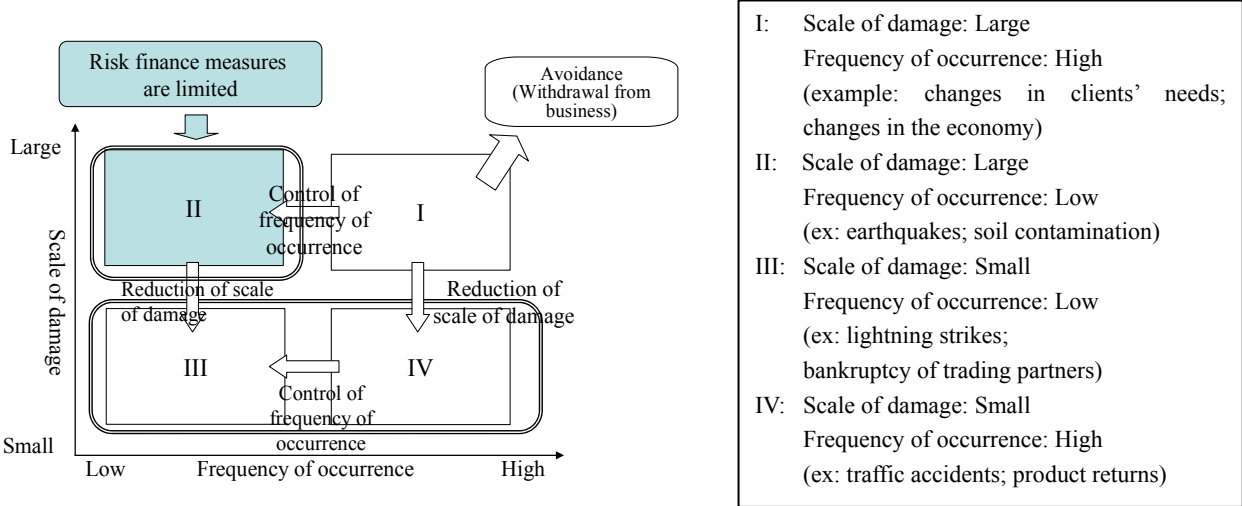 Risk finance measures
are limited
Avoidance
(Withdrawal from
business)
Large
II
Control of
frequency of
occurrence
I
Scale of damage
Reduction of scale
of damage
Reduction of
scale of damage
III
IV
Control of
frequency of
occurrence
Small
Low
Frequency of occurrence
High
I: Scale of damage: Large
Frequency of occurrence: High
(example: changes in clients’ needs;
changes in the economy)
II: Scale of damage: Large
Frequency of occurrence: Low
(ex: earthquakes; soil contamination)
III: Scale of damage: Small
Frequency of occurrence: Low
(ex: lightning strikes;
bankruptcy of trading partners)
IV: Scale of damage: Small
Frequency of occurrence: High
(ex: traffic accidents; product returns)